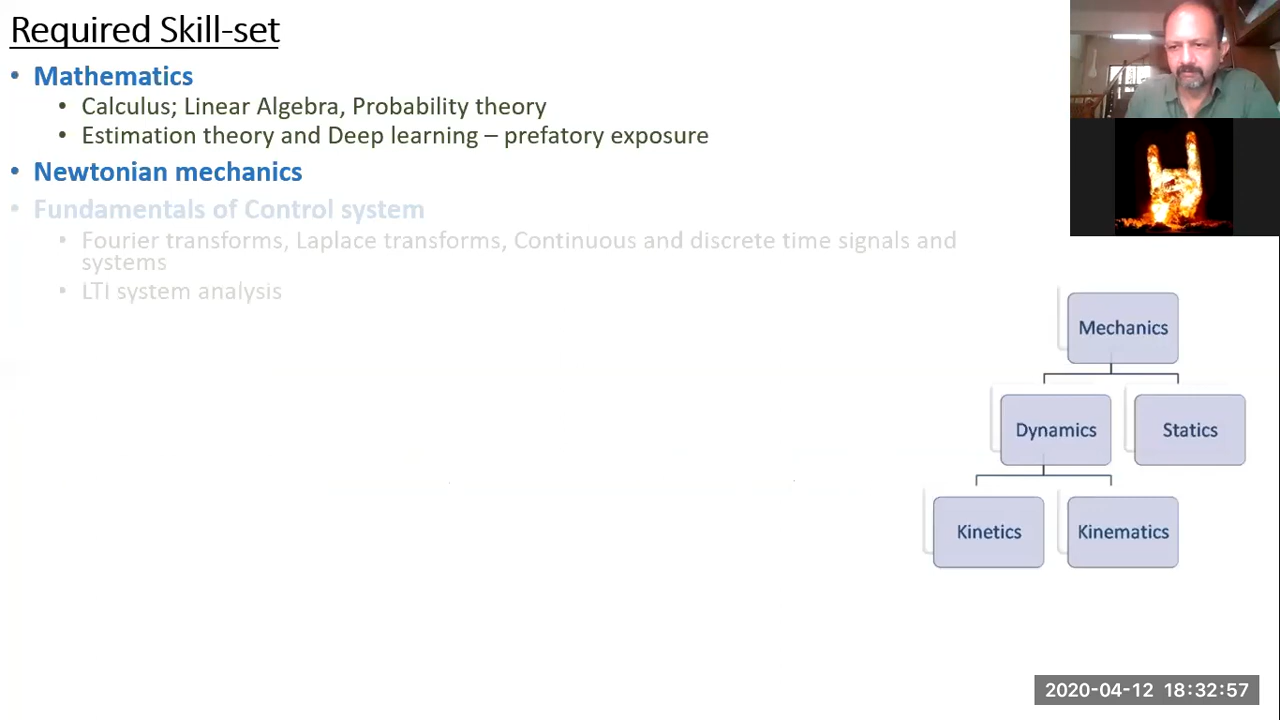 Required Skill-set
• Mathematics
• Calculus; Linear Algebra, Probability theory
• Estimation theory and Deep learning – prefatory exposure
• Newtonian mechanics
• Fundamentals of Control system
• Fourier transforms, Laplace transforms, Continuous and discrete time signals and
systems
• LTI system analysis
Mechanics
Dynamics
Statics
Kinetics
Kinematics
2020-04-12 18:32:57